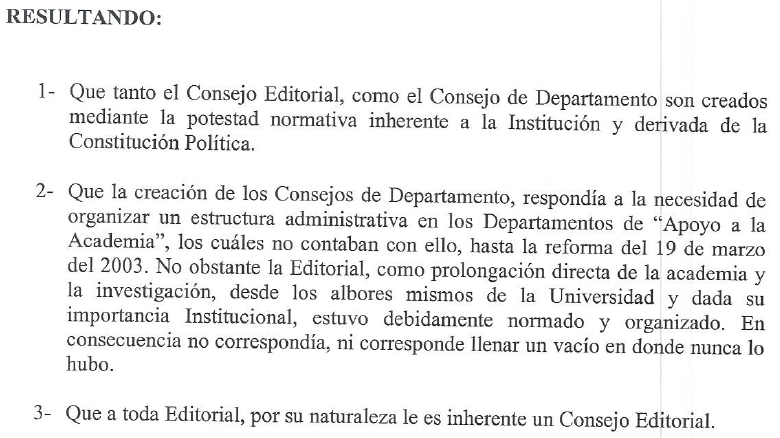 RESULTANDO:
1- Que tanto el Consejo Editorial, como el Consejo de Departamento son creados
mediante la potestad normativa inherente a la Institución y derivada de la
Constitución Política.
2- Que la creación de los Consejos de Departamento, respondía a la necesidad de
organizar un estructura administrativa en los Departamentos de “Apoyo a la
Academia”, los cuáles no contaban con ello, hasta la reforma del 19 de marzo
del 2003. No obstante la Editorial, como prolongación directa de la academia y
la investigación, desde los albores mismos de la Universidad y dada su
importancia Institucional, estuvo debidamente normado y organizado. En
consecuencia no correspondía, ni corresponde llenar un vacío en donde nunca lo
hubo.
3- Que a toda Editorial, por su naturaleza le es inherente un Consejo Editorial.